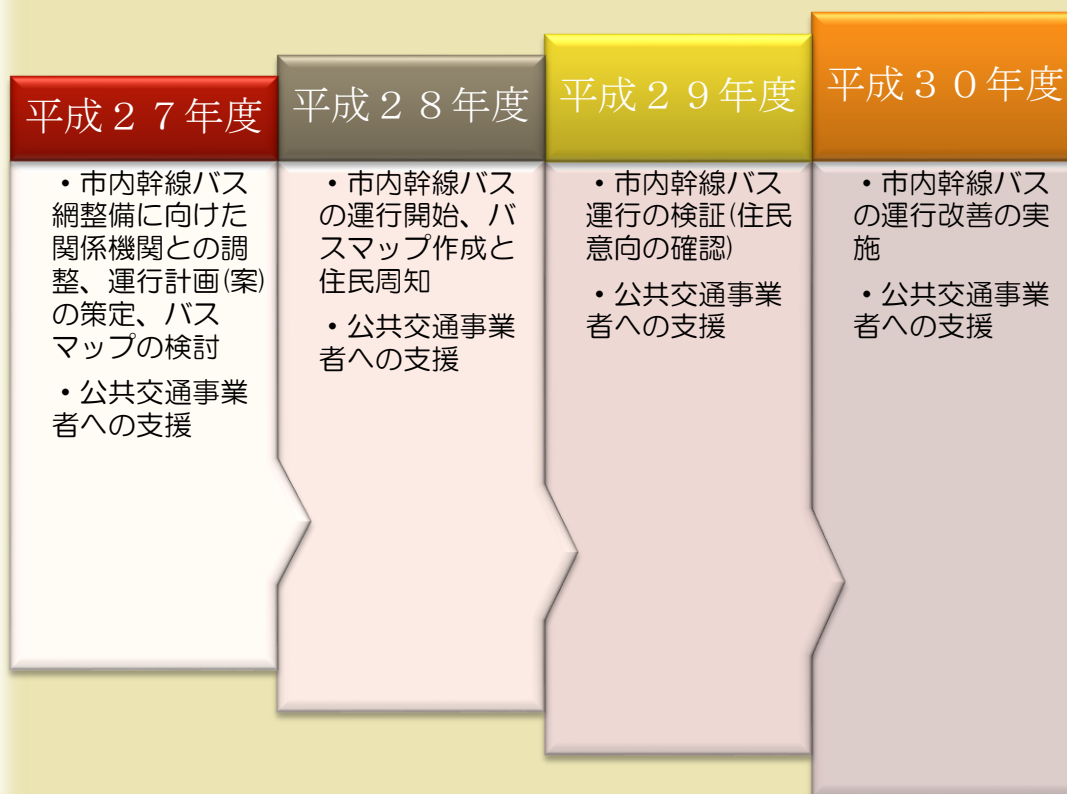 平成２７年度
・市内幹線バス
網整備に向けた
関係機関との調
整、運行計画(案)
の策定、バス
マップの検討
・公共交通事業
者への支援
平成２８年度
・市内幹線バス
の運行開始、バ
スマップ作成と
住民周知
・公共交通事業
者への支援
平成２９年度
・市内幹線バス
運行の検証(住民
意向の確認)
・公共交通事業
者への支援
平成３０年度
・市内幹線バス
の運行改善の実
施
・公共交通事業
者への支援